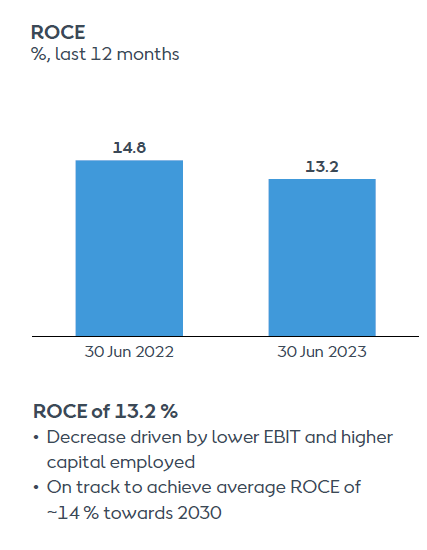 ROCE
%, last 12 months
14.8
13.2
30 Jun 2022
30 Jun 2023
ROCE of 13.2 %
• Decrease driven by lower EBIT and higher
capital employed
• On track to achieve average ROCE of
~14 % towards 2030